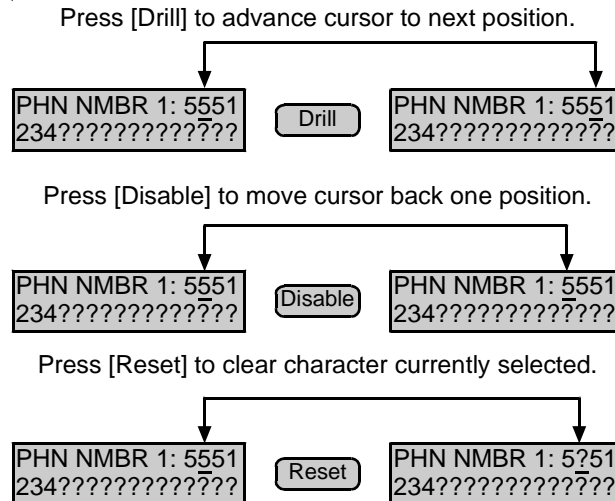 Press [Drill] to advance cursor to next position.
PHN NMBR 1: 5551
234?????????????
Drill
PHN NMBR 1: 5551
234?????????????
Press [Disable] to move cursor back one position.
PHN NMBR 1: 5551
234?????????????
Disable
PHN NMBR 1: 5551
234?????????????
Press [Reset] to clear character currently selected.
PHN NMBR 1: 5551
234?????????????
Reset
PHN NMBR 1: 5?51
234?????????????